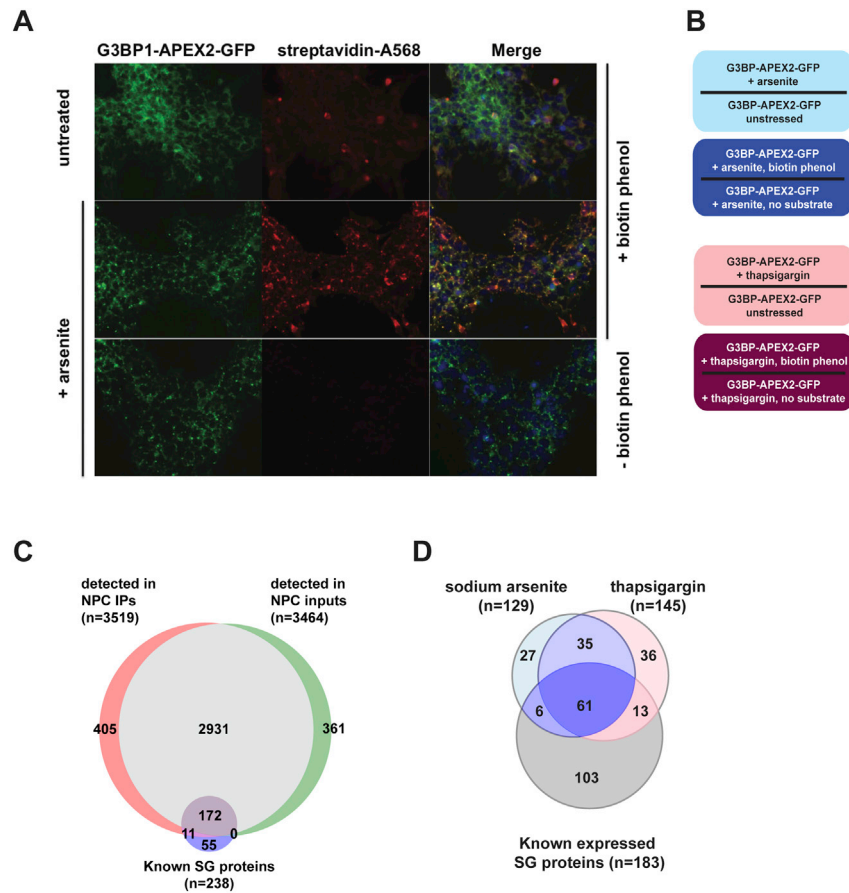 A
G3BP1-APEX2-GFP streptavidin-A568 Merge
untreated
+ arsenite
+ biotin phenol
- biotin phenol
B
G3BP-APEX2-GFP
+ arsenite
G3BP-APEX2-GFP
unstressed
G3BP-APEX2-GFP
+ arsenite, biotin phenol
G3BP-APEX2-GFP
+ arsenite, no substrate
G3BP-APEX2-GFP
+ thapsigargin
G3BP-APEX2-GFP
unstressed
G3BP-APEX2-GFP
+ thapsigargin, biotin phenol
G3BP-APEX2-GFP
+ thapsigargin, no substrate
C
detected in
NPC IPs
(n=3519)
detected in
NPC inputs
(n=3464)
405 2931 361
172
11 0
55
Known SG proteins
(n=238)
D
sodium arsenite
(n=129)
thapsigargin
(n=145)
27 35 36
6 61 13
103
Known expressed
SG proteins (n=183)